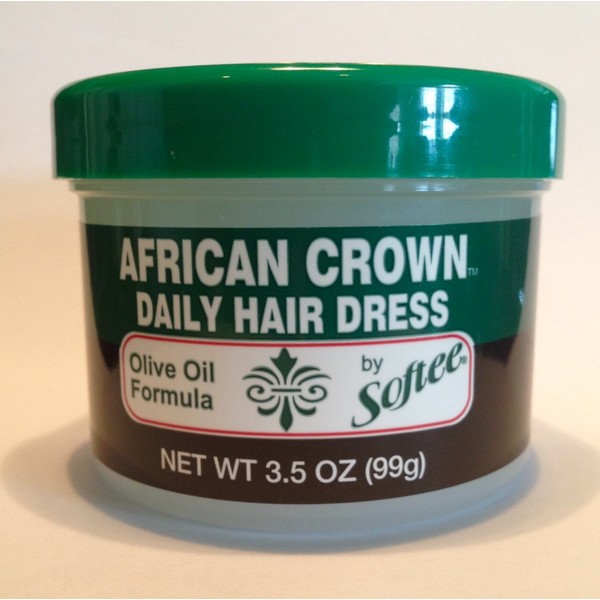 AFRICAN CROWN™
DAILY HAIR DRESS
Olive Oil
Formula
by
Softee®
NET WT 3.5 OZ (99g)